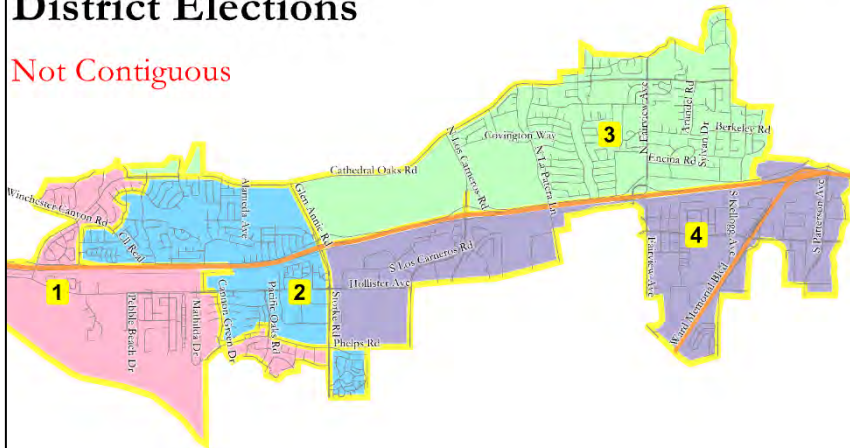 District Elections
Not Contiguous
Cathedral Oaks Rd
Winchester Canyon Rd
Alameda Ave
Glen Annie Rd
N Los Carneros Rd
Covington Way
N La Patera Ln
3
N Fairview Ave
Arundel Rd
Sylvan Dr
Berkeley Rd
Encina Rd
1
Pebble Beach Dr
Mathilda Dr
Cannon Green Dr
Pacific Oaks Rd
2
Storke Rd
Phelps Rd
Hollister Ave
S Los Carneros Rd
Fairview Ave
4
S Kellogg Ave
Ward Memorial Blvd
S Patterson Ave